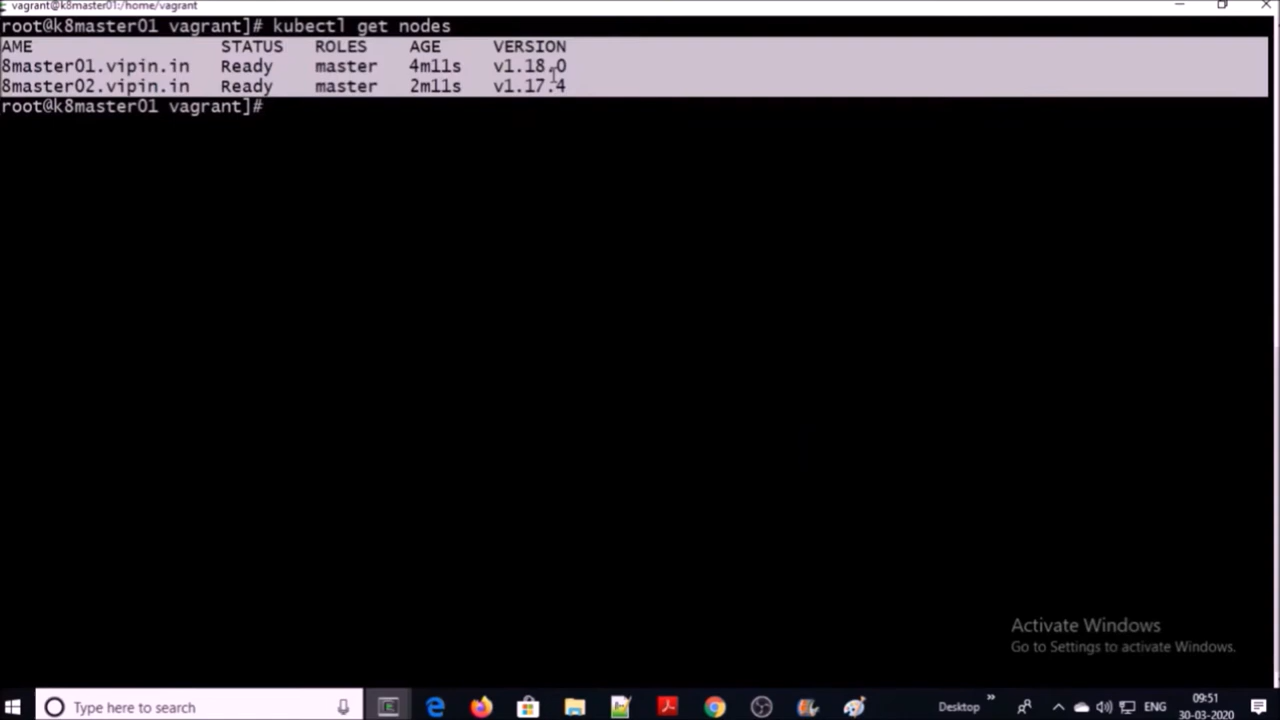 vagrant@k8master01:/home/vagrant
root@k8master01 vagrant]# kubectl get nodes
AME STATUS ROLES AGE VERSION
8master01.vipin.in Ready master 4m11s v1.18.0
8master02.vipin.in Ready master 2m11s v1.17.4
root@k8master01 vagrant]#
Activate Windows
Go to Settings to activate Windows.
Type here to search
Desktop
ENG
09:51
30-03-2020